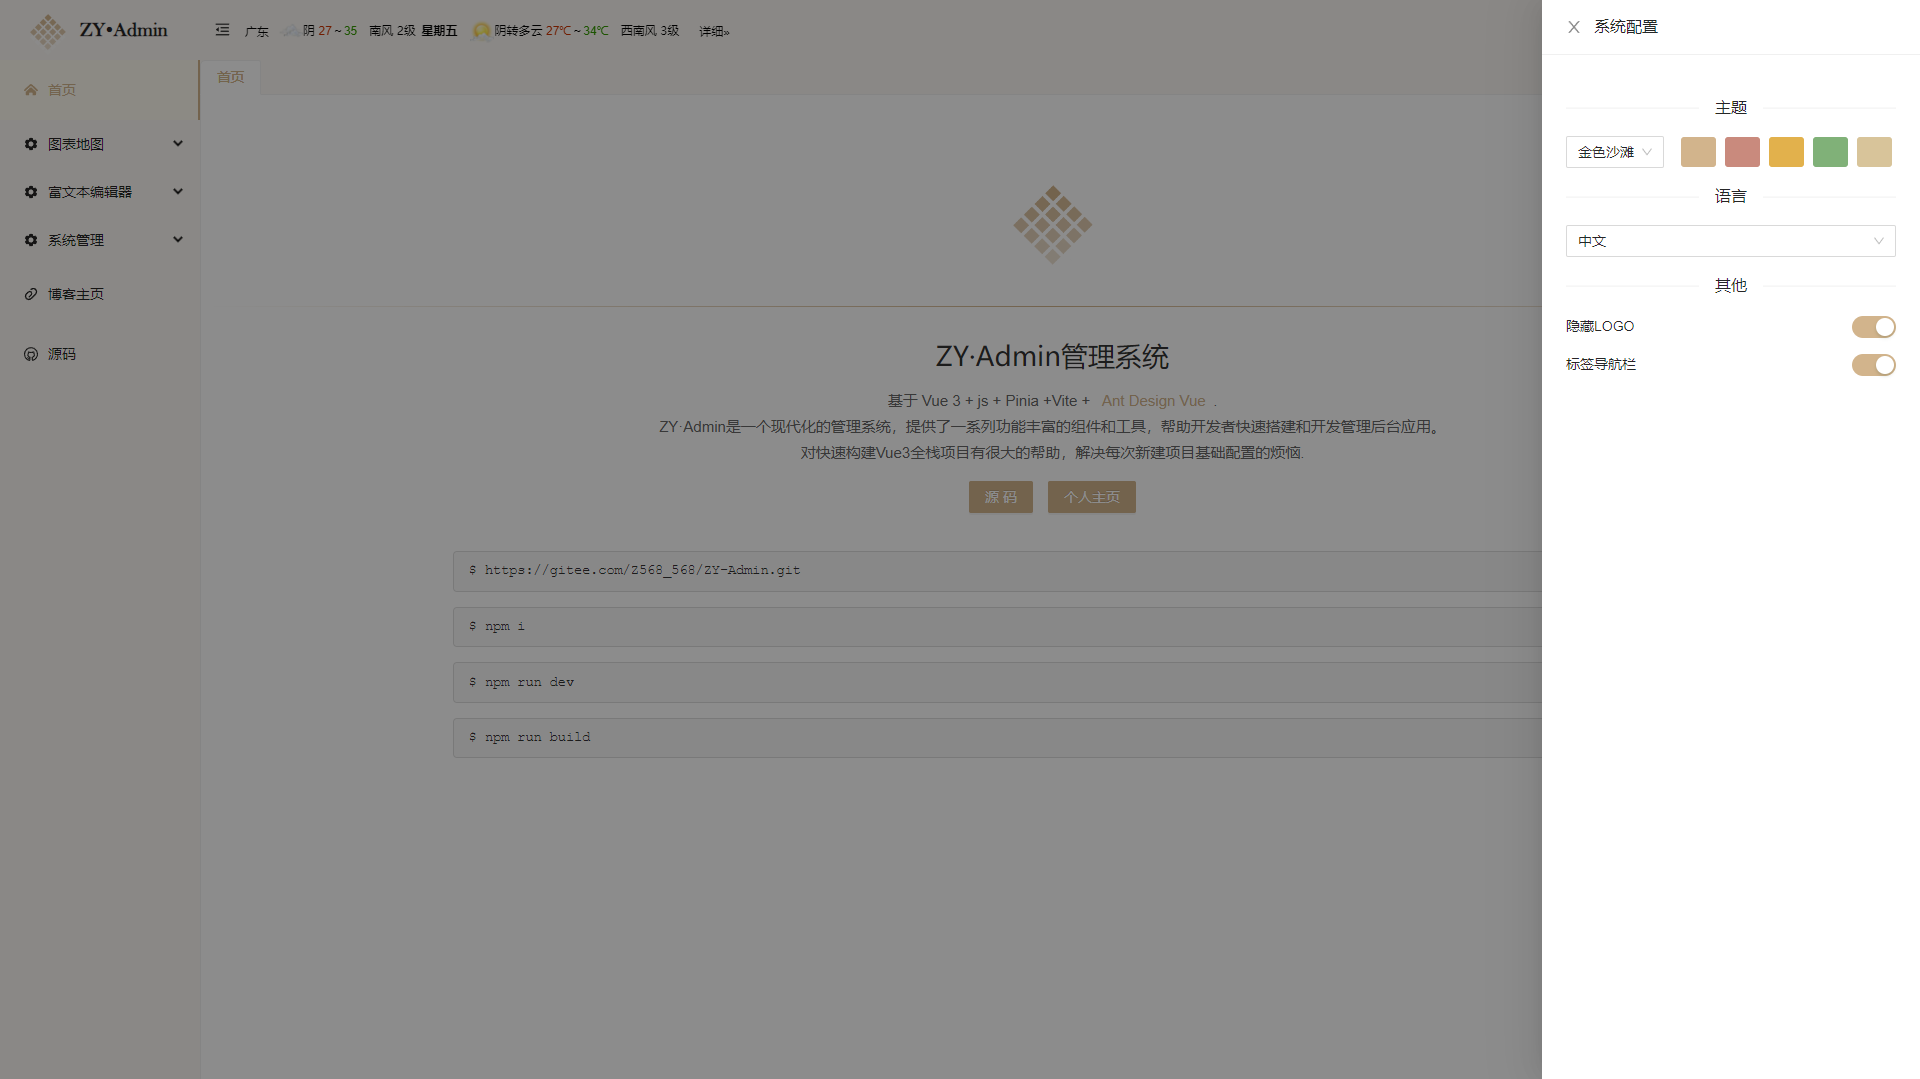 ZY•Admin
广东 阴 27 ~ 35 南风 2级 星期五 阴转多云 27℃ ~ 34℃ 西南风 3级 详细»
首页
图表地图
富文本编辑器
系统管理
博客主页
源码
首页
ZY·Admin管理系统
基于 Vue 3 + js + Pinia +Vite + Ant Design Vue .
ZY·Admin是一个现代化的管理系统，提供了一系列功能丰富的组件和工具，帮助开发者快速搭建和开发管理后台应用。
对快速构建Vue3全栈项目有很大的帮助，解决每次新建项目基础配置的烦恼.
源 码 个人主页
$ https://gitee.com/Z568_568/ZY-Admin.git
$ npm i
$ npm run dev
$ npm run build
系统配置
主题
金色沙滩
语言
中文
其他
隐藏LOGO
标签导航栏